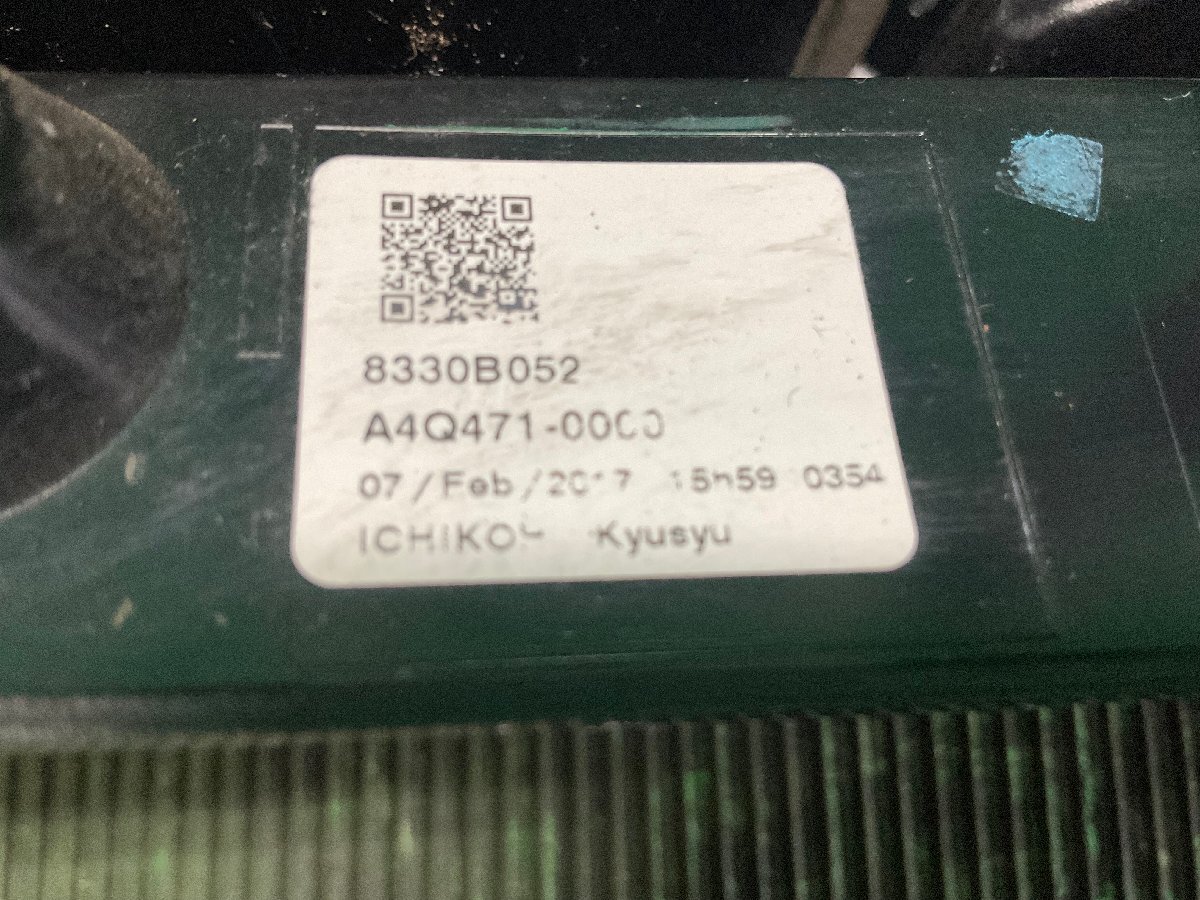 8330B052
A4Q471-0000
07/Feb/2017 15h59 0354
ICHIKOH Kyusyu